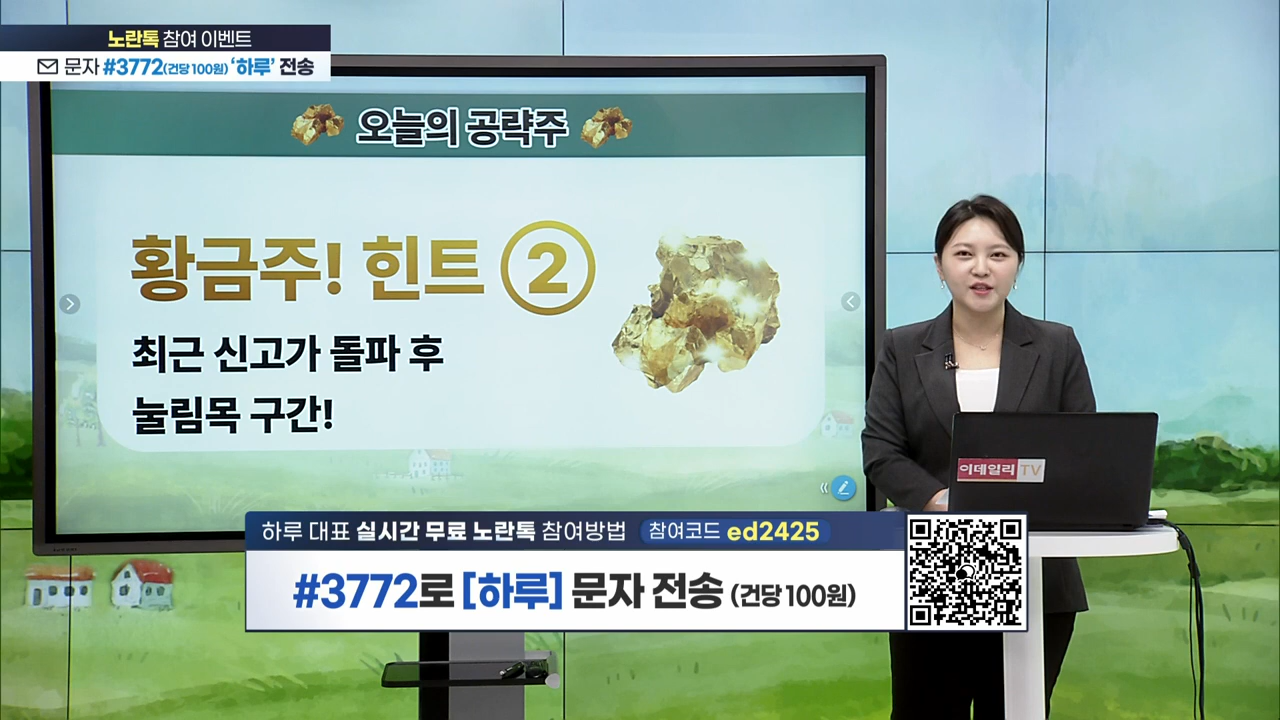 노란톡 참여 이벤트
문자 #3772(건당 100원) ‘하루’ 전송
오늘의 공략주
황금주! 힌트 ②
최근 신고가 돌파 후
눌림목 구간!
이데일리TV
하루 대표 실시간 무료 노란톡 참여방법 참여코드 ed2425
#3772로 [하루] 문자 전송 (건당 100원)